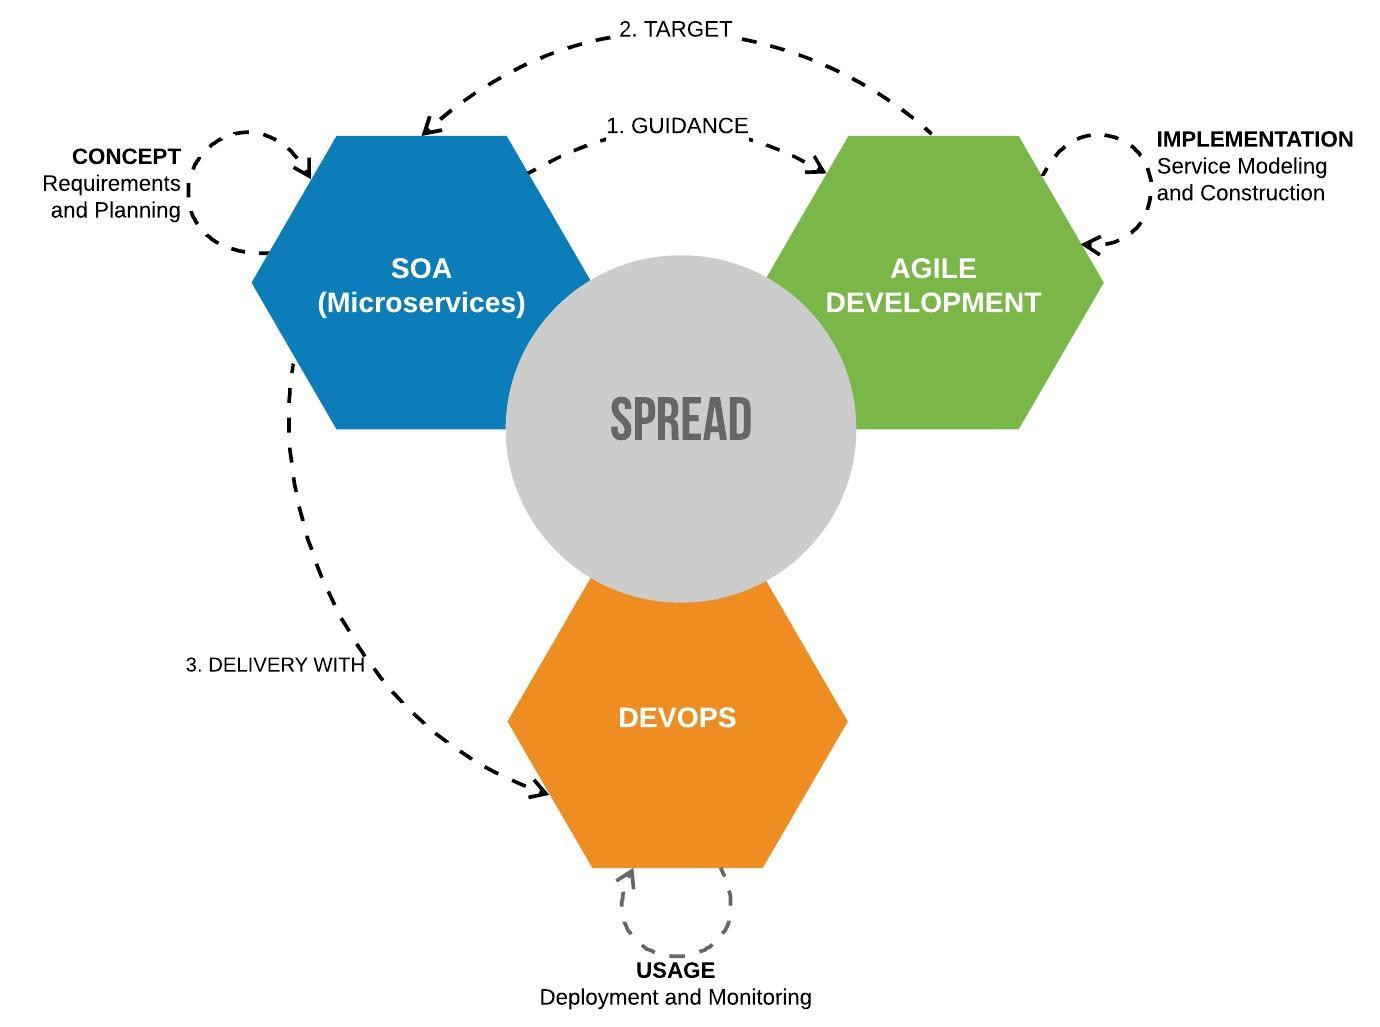 2. TARGET
1. GUIDANCE
CONCEPT
Requirements
and Planning
IMPLEMENTATION
Service Modeling
and Construction
SOA
(Microservices)
AGILE
DEVELOPMENT
SPREAD
3. DELIVERY WITH
DEVOPS
USAGE
Deployment and Monitoring